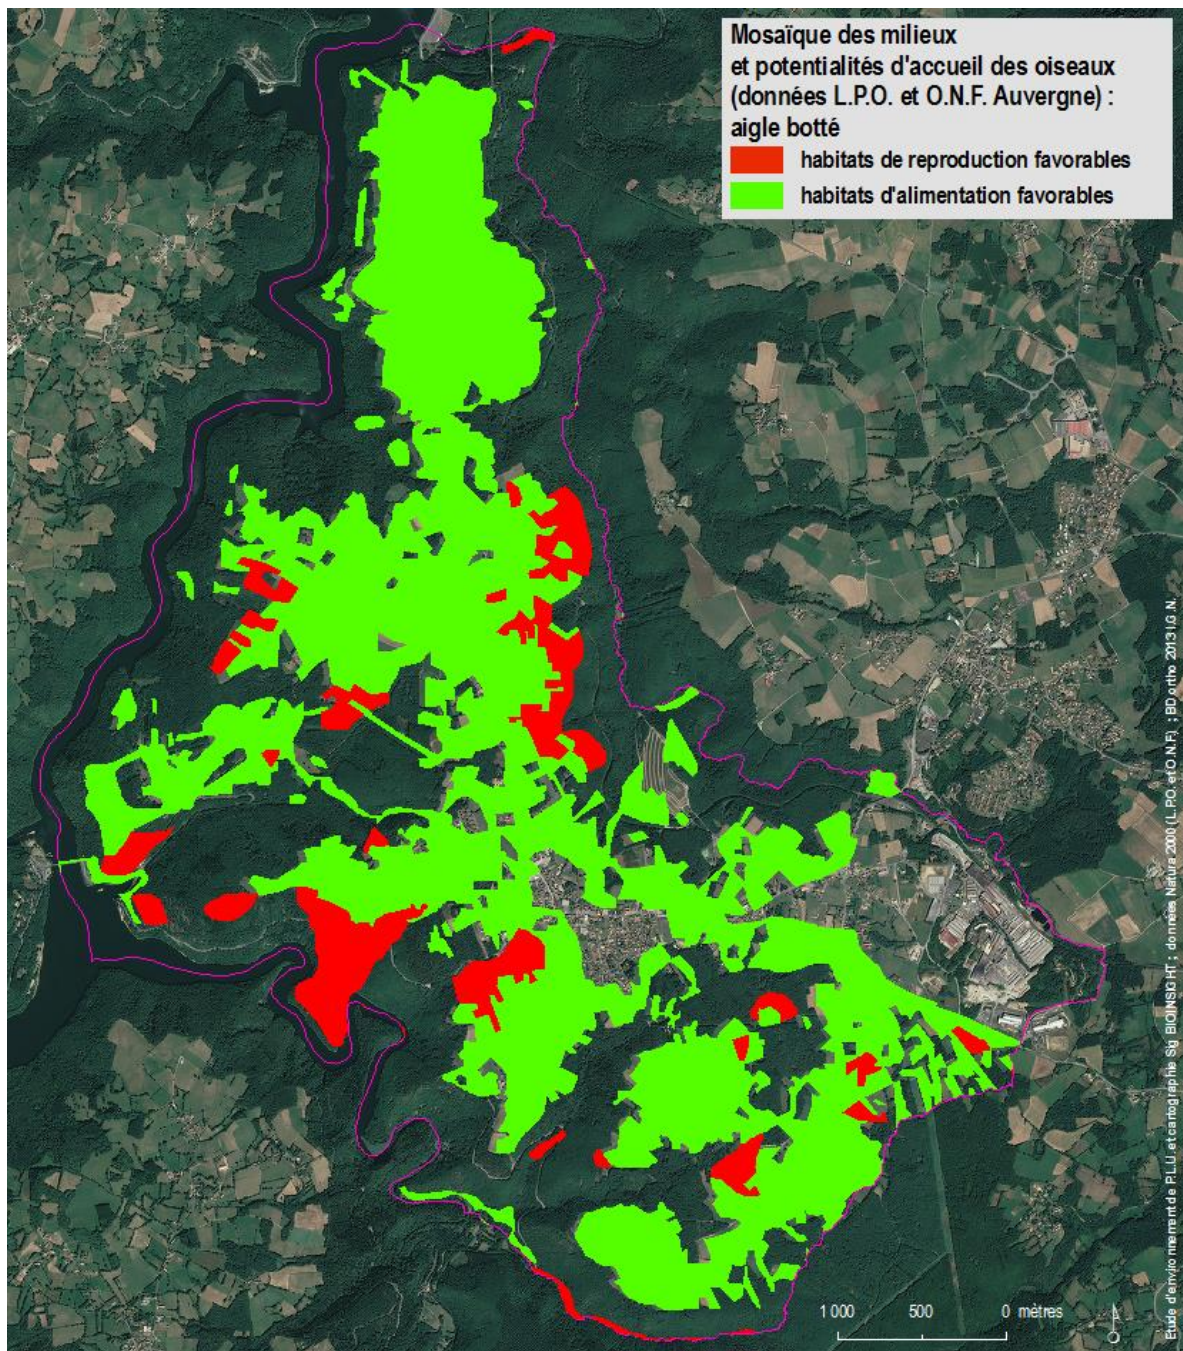 Mosaïque des milieux
et potentialités d'accueil des oiseaux
(données L.P.O. et O.N.F. Auvergne) :
aigle botté
habitats de reproduction favorables
habitats d'alimentation favorables
Etude d'environnement de P.L.U. et cartographie Sig BIOINSIGHT ; données Natura 2000 (L.P.O. et O.N.F.) ; BD ortho 2013 I.G.N.
1 000 500 0 mètres